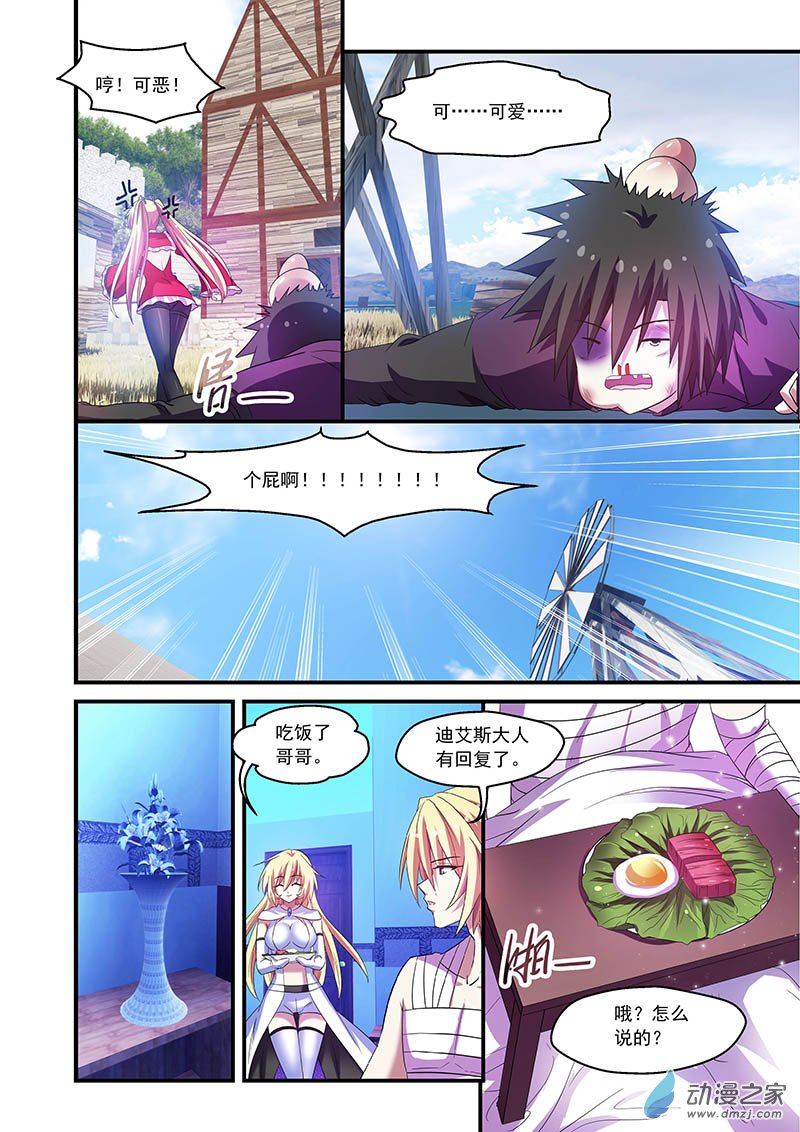 哼！可恶！
可……可爱……
唔—
个屁啊！！！！！！！！
吃饭了
哥哥。
迪艾斯大人
有回复了。
啪—
哦？怎么
说的？
动漫之家
www.dmzj.com